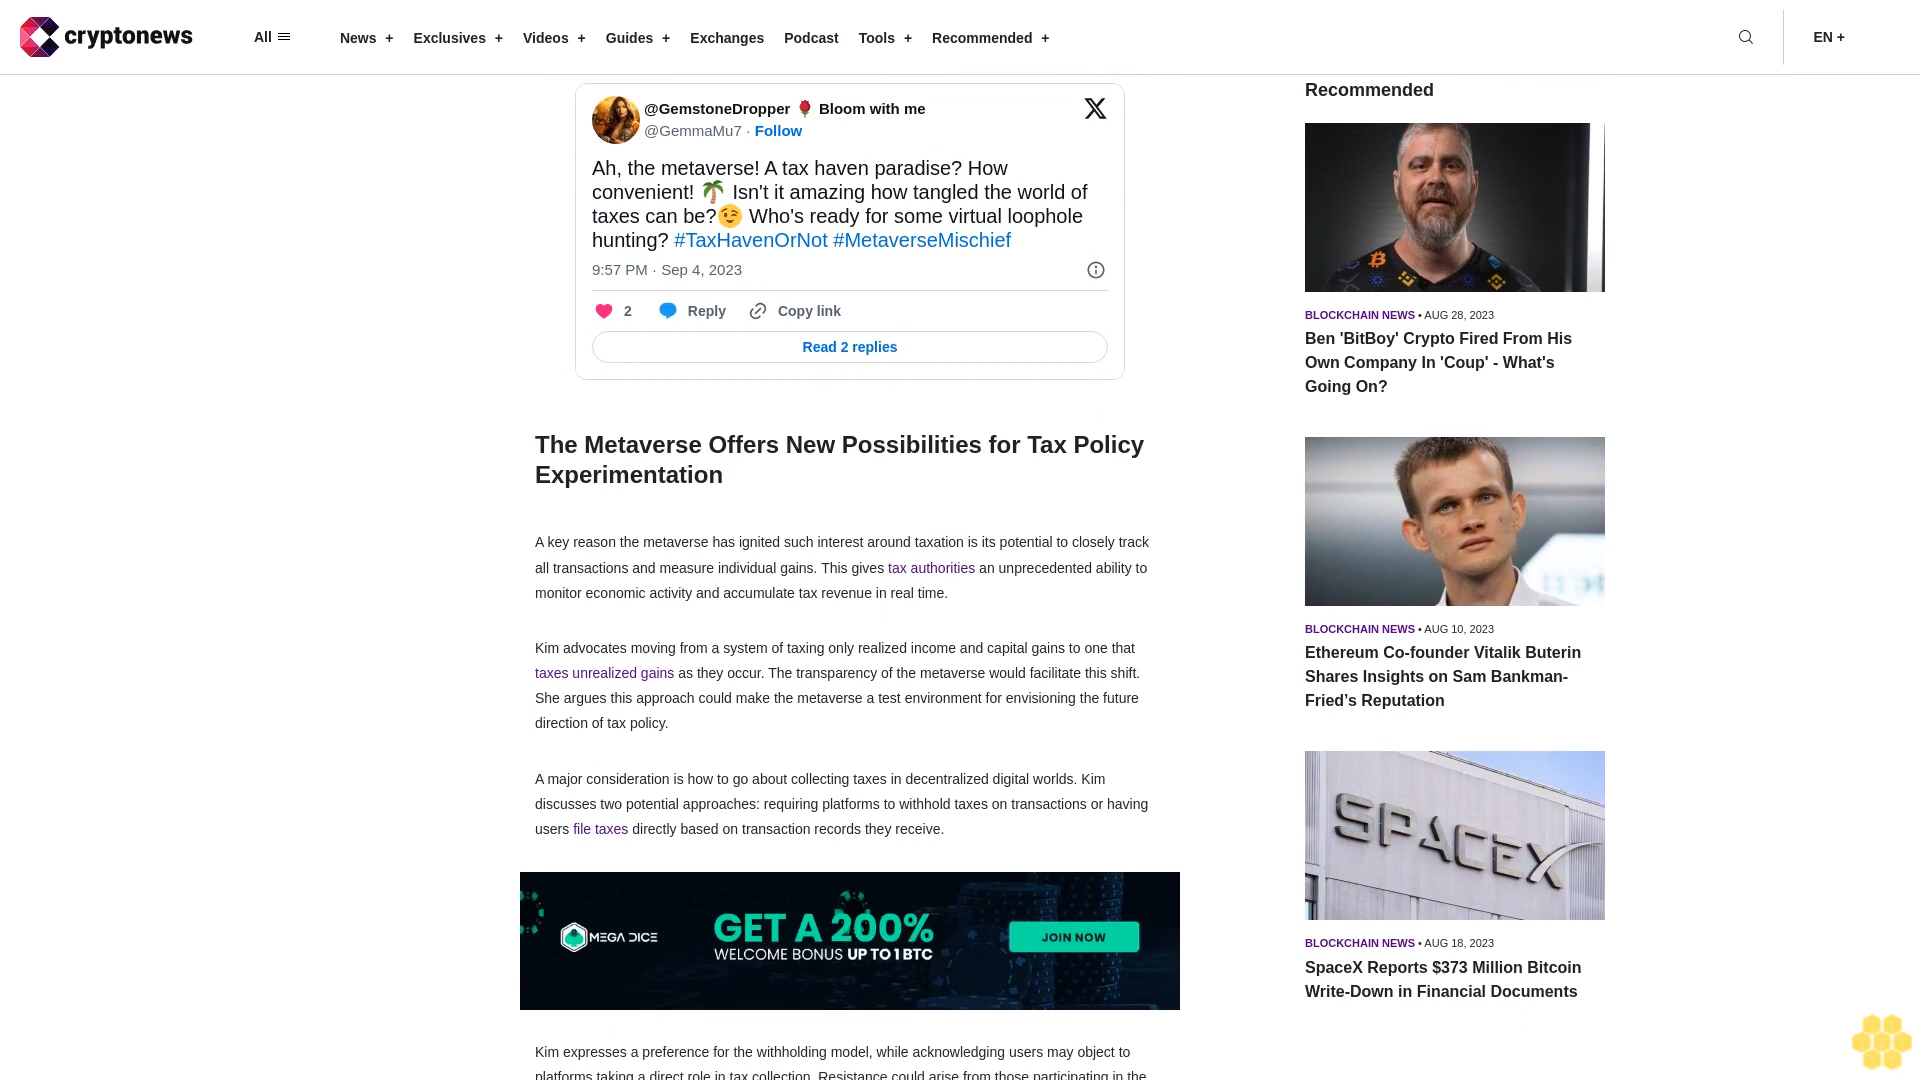 cryptonews
All
News +
Exclusives +
Videos +
Guides +
Exchanges
Podcast
Tools +
Recommended +
EN +
@GemstoneDropper 🌹 Bloom with me
@GemmaMu7 · Follow
Ah, the metaverse! A tax haven paradise? How
convenient! 🌴 Isn't it amazing how tangled the world of
taxes can be?😉 Who's ready for some virtual loophole
hunting? #TaxHavenOrNot #MetaverseMischief
9:57 PM · Sep 4, 2023
2
Reply
Copy link
Read 2 replies
The Metaverse Offers New Possibilities for Tax Policy
Experimentation
A key reason the metaverse has ignited such interest around taxation is its potential to closely track
all transactions and measure individual gains. This gives tax authorities an unprecedented ability to
monitor economic activity and accumulate tax revenue in real time.
Kim advocates moving from a system of taxing only realized income and capital gains to one that
taxes unrealized gains as they occur. The transparency of the metaverse would facilitate this shift.
She argues this approach could make the metaverse a test environment for envisioning the future
direction of tax policy.
A major consideration is how to go about collecting taxes in decentralized digital worlds. Kim
discusses two potential approaches: requiring platforms to withhold taxes on transactions or having
users file taxes directly based on transaction records they receive.
MEGA DICE
GET A 200%
WELCOME BONUS UP TO 1 BTC
JOIN NOW
Kim expresses a preference for the withholding model, while acknowledging users may object to
platforms taking a direct role in tax collection. Resistance could arise from those participating in the
Recommended
BLOCKCHAIN NEWS • AUG 28, 2023
Ben 'BitBoy' Crypto Fired From His
Own Company In 'Coup' - What's
Going On?
BLOCKCHAIN NEWS • AUG 10, 2023
Ethereum Co-founder Vitalik Buterin
Shares Insights on Sam Bankman-
Fried’s Reputation
SPACEX
BLOCKCHAIN NEWS • AUG 18, 2023
SpaceX Reports $373 Million Bitcoin
Write-Down in Financial Documents